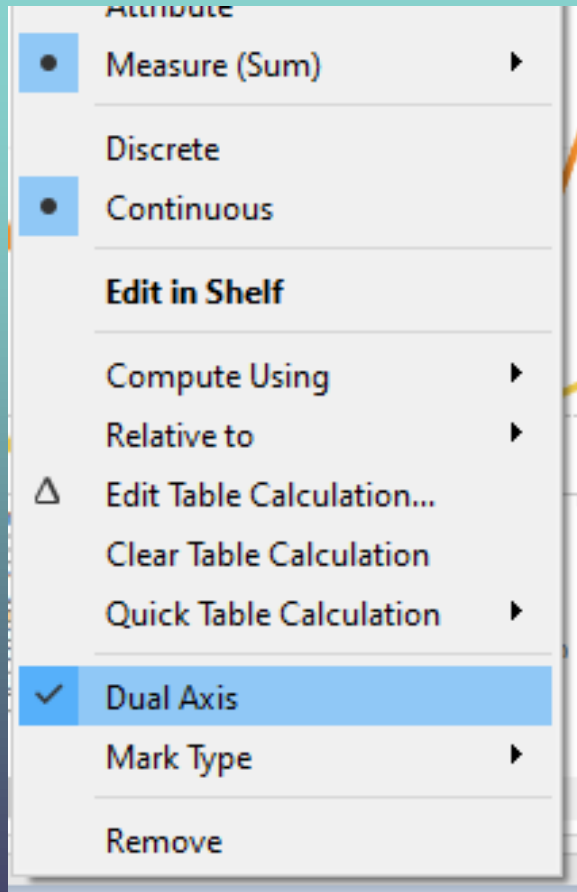 Attribute
Measure (Sum)
Discrete
Continuous
Edit in Shelf
Compute Using
Relative to
Edit Table Calculation...
Clear Table Calculation
Quick Table Calculation
Dual Axis
Mark Type
Remove